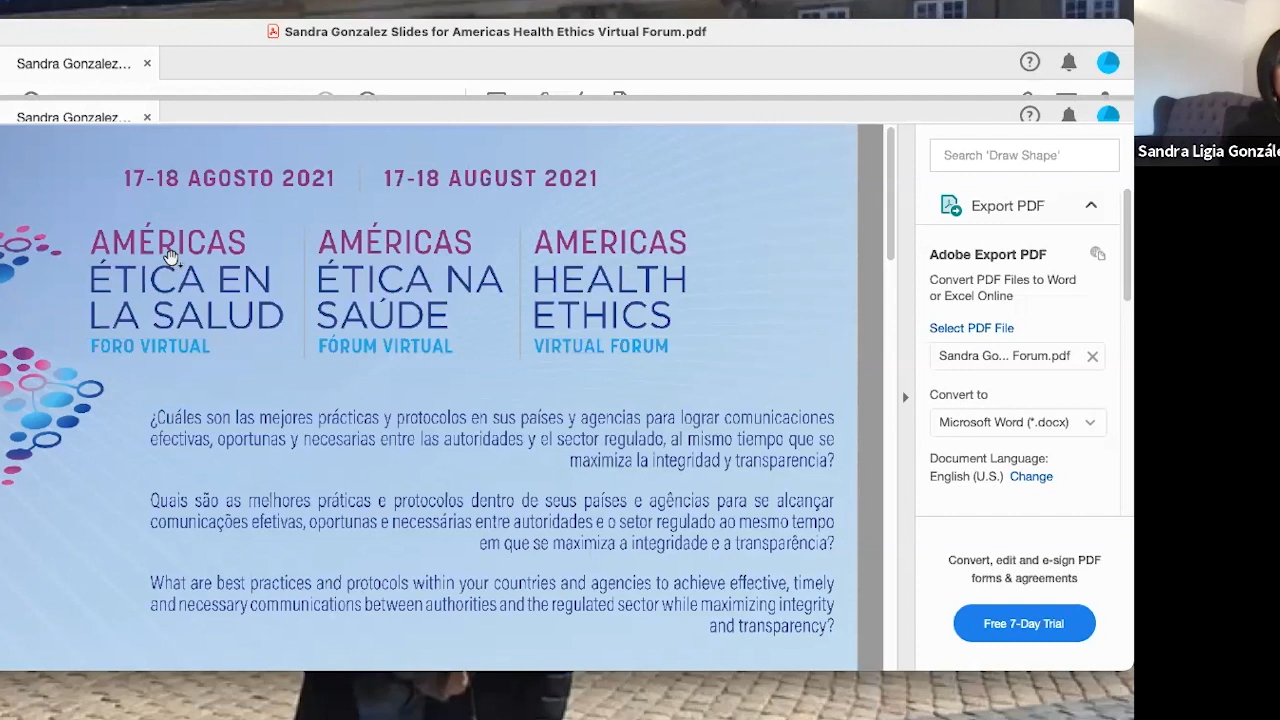 Sandra Gonzalez Slides for Americas Health Ethics Virtual Forum.pdf
Sandra Gonzalez...
Sandra Gonzalez...
17-18 AGOSTO 2021
17-18 AUGUST 2021
AMÉRICAS
ÉTICA EN
LA SALUD
FORO VIRTUAL
AMÉRICAS
ÉTICA NA
SAÚDE
FÓRUM VIRTUAL
AMERICAS
HEALTH
ETHICS
VIRTUAL FORUM
¿Cuáles son las mejores prácticas y protocolos en sus países y agencias para lograr comunicaciones
efectivas, oportunas y necesarias entre las autoridades y el sector regulado, al mismo tiempo que se
maximiza la integridad y transparencia?
Quais são as melhores práticas e protocolos dentro de seus países e agências para se alcançar
comunicações efetivas, oportunas e necessárias entre autoridades e o setor regulado ao mesmo tempo
em que se maximiza a integridade e a transparência?
What are best practices and protocols within your countries and agencies to achieve effective, timely
and necessary communications between authorities and the regulated sector while maximizing integrity
and transparency?
Search 'Draw Shape'
Export PDF
Adobe Export PDF
Convert PDF Files to Word
or Excel Online
Select PDF File
Sandra Go... Forum.pdf
Convert to
Microsoft Word (*.docx)
Document Language:
English (U.S.) Change
Convert, edit and e-sign PDF
forms & agreements
Free 7-Day Trial
Sandra Ligia Gonzále